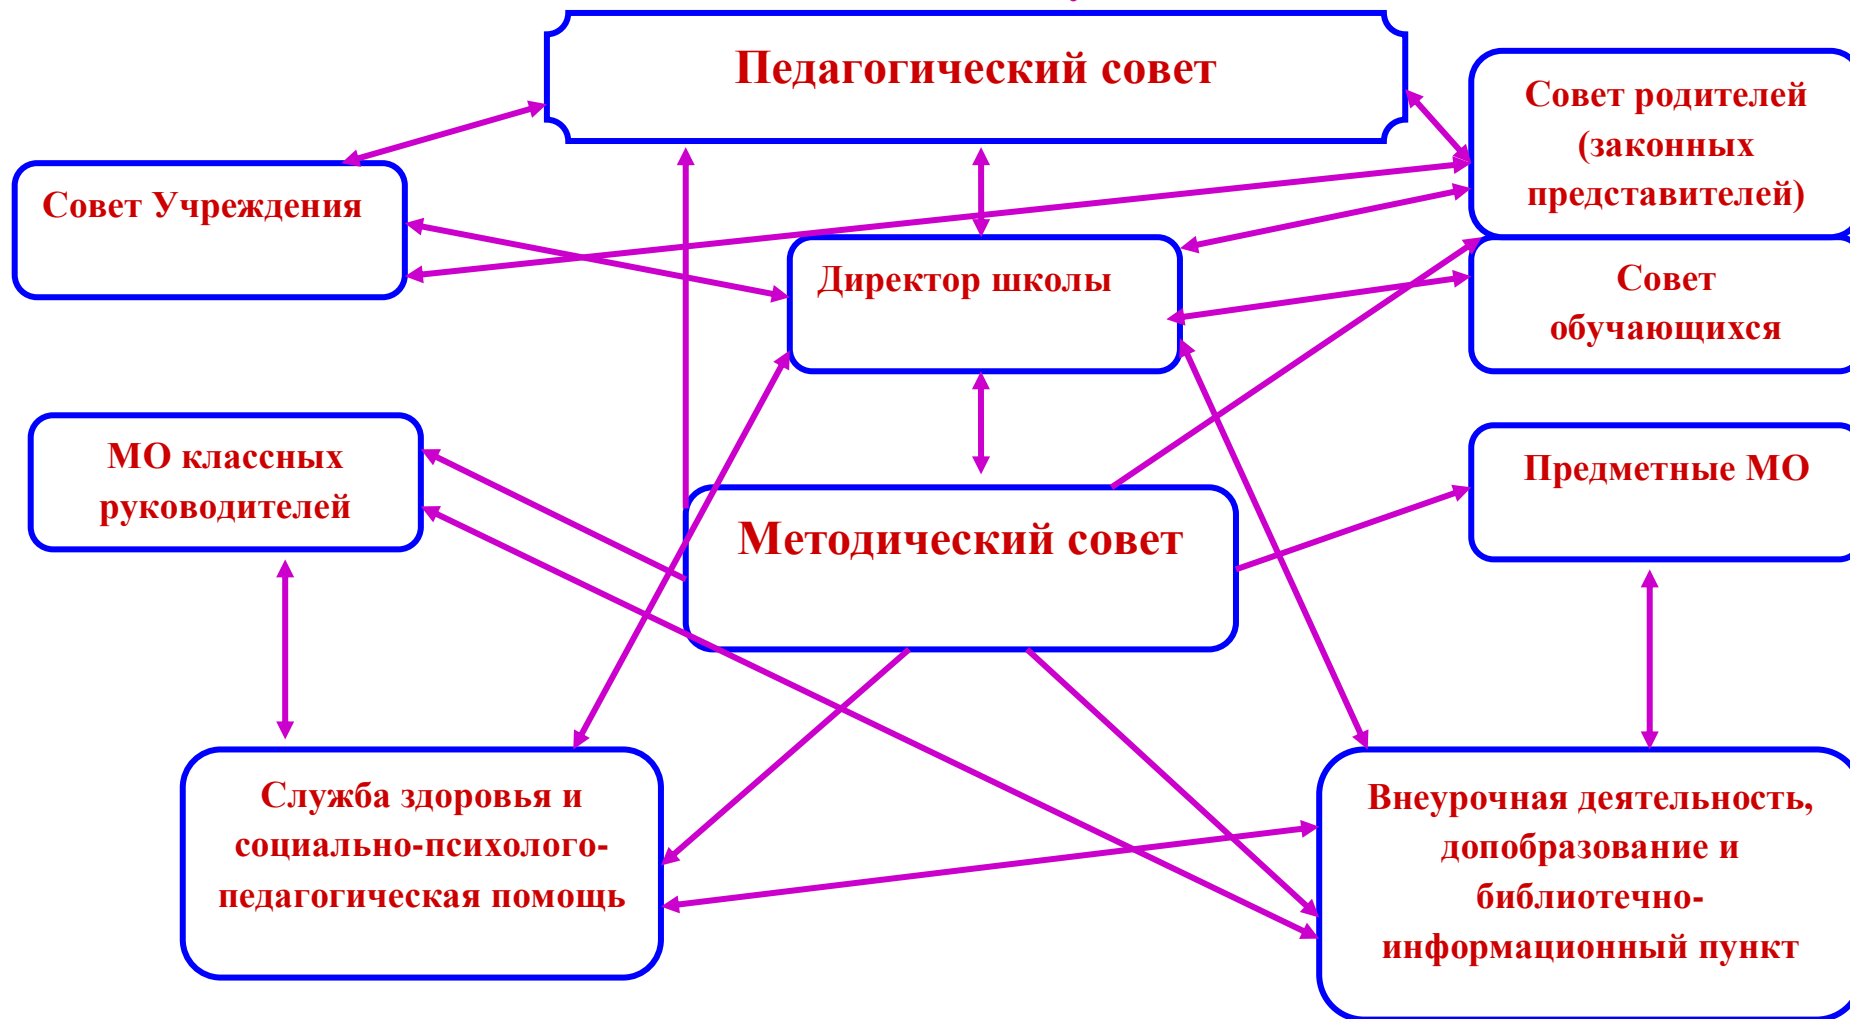 Педагогический совет
Совет родителей
(законных
представителей)
Совет Учреждения
Директор школы
Совет
обучающихся
МО классных
руководителей
Предметные МО
Методический совет
Служба здоровья и
социально-психолого-
педагогическая помощь
Внеурочная деятельность,
допобразование и
библиотечно-
информационный пункт